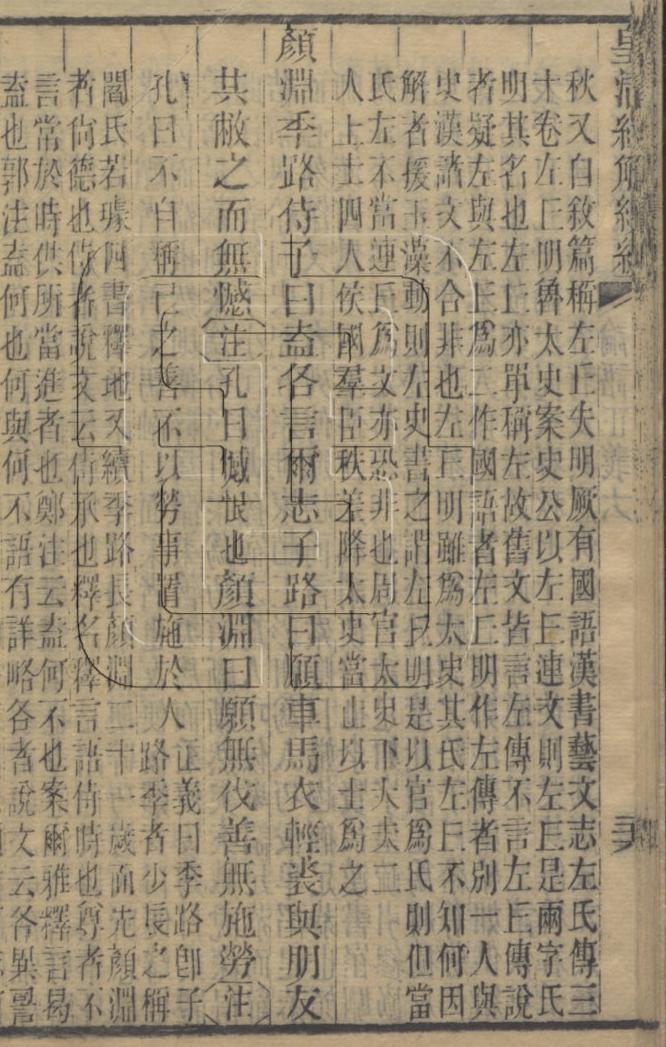 皇清經解續編
論語正義六
秋又自敘篇稱左丘失明厥有國語漢書藝文志左氏傳三
十卷左丘明魯太史案史公以左丘連文則左丘是兩字氏
明其名也左丘亦單稱左故舊文皆言左傳不言左丘傳說
者疑左與左丘爲二作國語者左丘明作左傳者別一人與
史漢諸文不合非也左丘明雖爲太史其氏左丘不知何因
解者援玉藻動則左史書之謂左丘明是以官爲氏則但當
氏左不當連丘爲文亦恐非也周官太史下大夫二
人上士四人侯國羣臣秩差降太史當止以士爲之
顏淵季路侍子曰盍各言爾志子路曰願車馬衣輕裘與朋友
共敝之而無憾注孔曰憾恨也顏淵曰願無伐善無施勞注
孔曰不自稱己之善不以勞事置施於人
正義曰季路卽子
路季者少長之稱
閻氏若璩四書釋地又續季路長顏淵二十一歲而先顏淵
者尙德也侍者說文云侍承也釋名釋言語侍時也尊者不
言常於時供所當進者也鄭注云盍何不也案爾雅釋言曷
盍也郭注盍何也何與何不語有詳略各者說文云各異詈